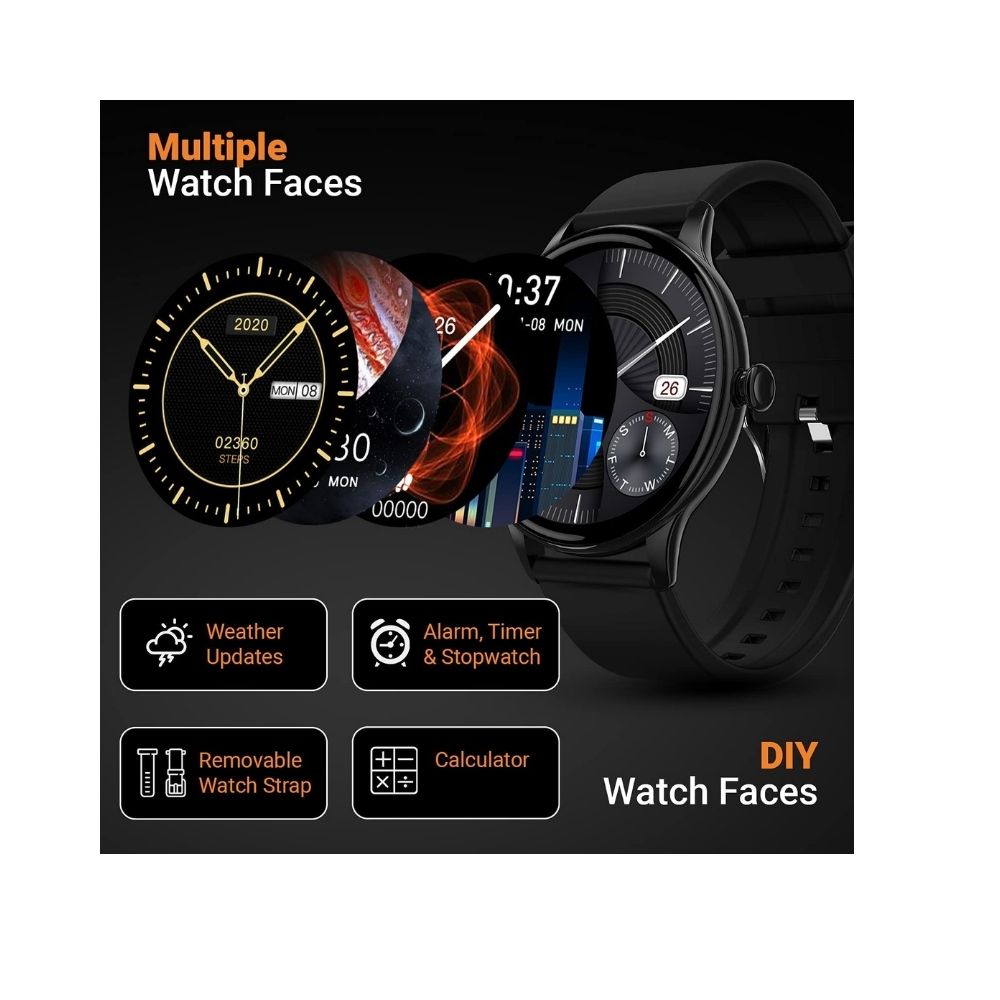 Multiple
Watch Faces
2020
MON 08
02360
STEPS
30
MON
26
00000
0:37
-08 MON
26
S
M
T
W
T
F
S
Weather
Updates
Alarm, Timer
& Stopwatch
Removable
Watch Strap
Calculator
DIY
Watch Faces